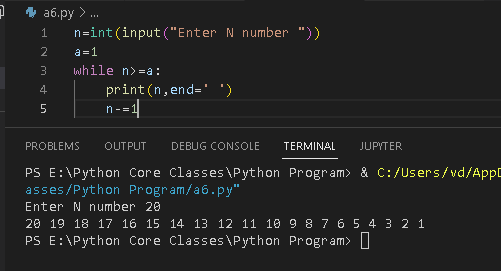 a6.py > ...
1 n=int(input("Enter N number "))
2 a=1
3 while n>=a:
4     print(n,end=' ')
5     n-=1
PROBLEMS OUTPUT DEBUG CONSOLE TERMINAL JUPYTER
PS E:\Python Core Classes\Python Program> & C:/Users/vd/AppD
asses/Python Program/a6.py"
Enter N number 20
20 19 18 17 16 15 14 13 12 11 10 9 8 7 6 5 4 3 2 1
PS E:\Python Core Classes\Python Program>